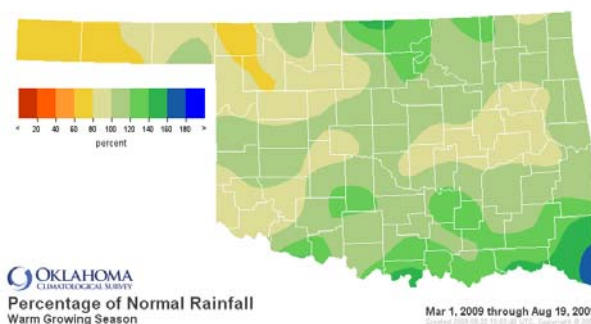 < 20 40 60 80 100 120 140 160 180 >
percent
OKLAHOMA
CLIMATOLOGICAL SURVEY
Percentage of Normal Rainfall
Warm Growing Season
Mar 1, 2009 through Aug 19, 2009